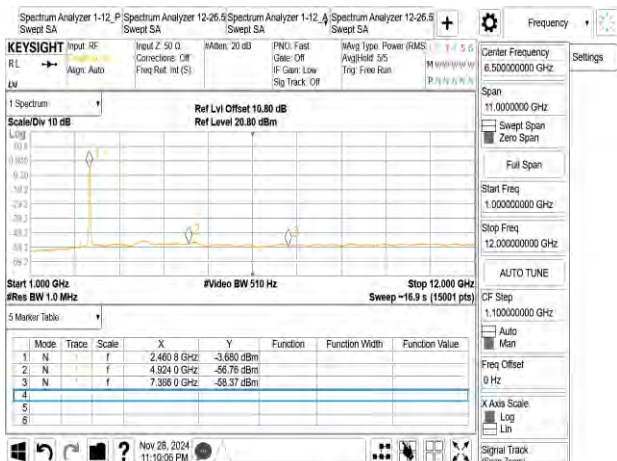 Spectrum Analyzer 1-12_P Spectrum Analyzer 12-26.5 Spectrum Analyzer 1-12_A Spectrum Analyzer 12-26.5
Swept SA Swept SA Swept SA Swept SA
+
Frequency
Settings
KEYSIGHT Input: RF Input Z: 50 Ω #Atten: 20 dB PNO: Fast #Avg Type: Power (RMS
RL Corrections: Off Gate: Off Avg|Hold: 5/5
Align: Auto Freq Ref: Int (S) IF Gain: Low Trig: Free Run
Sig Track: Off
1 Spectrum
Ref Lvl Offset 10.80 dB
Scale/Div 10 dB Ref Level 20.80 dBm
Log
1
2
3
Start 1.000 GHz #Video BW 510 Hz Stop 12.000 GHz
#Res BW 1.0 MHz Sweep ~16.9 s (15001 pts)
5 Marker Table
Mode Trace Scale X Y Function Function Width Function Value
1 N 1 f 2.460 8 GHz -3.680 dBm
2 N 1 f 4.924 0 GHz -56.76 dBm
3 N 1 f 7.386 0 GHz -58.37 dBm
4
5
6
Nov 28, 2024
11:10:06 PM
?
Center Frequency
6.500000000 GHz
Span
11.0000000 GHz
Swept Span
Zero Span
Full Span
Start Freq
1.000000000 GHz
Stop Freq
12.000000000 GHz
AUTO TUNE
CF Step
1.100000000 GHz
Auto
Man
Freq Offset
0 Hz
X Axis Scale
Log
Lin
Signal Track
(Span Zoom)